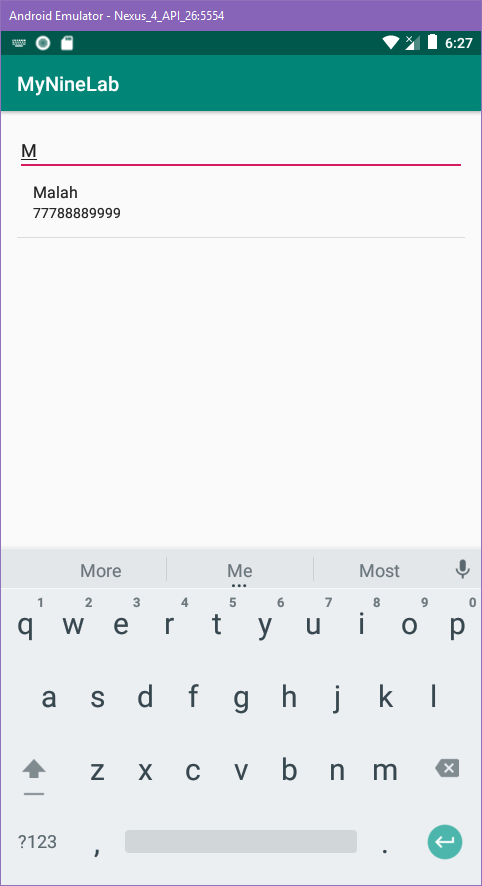 Android Emulator - Nexus_4_API_26:5554
6:27
MyNineLab
M
Malah
77788889999
More Me Most
1 2 3 4 5 6 7 8 9 0
q w e r t y u i o p
a s d f g h j k l
z x c v b n m
?123 , .